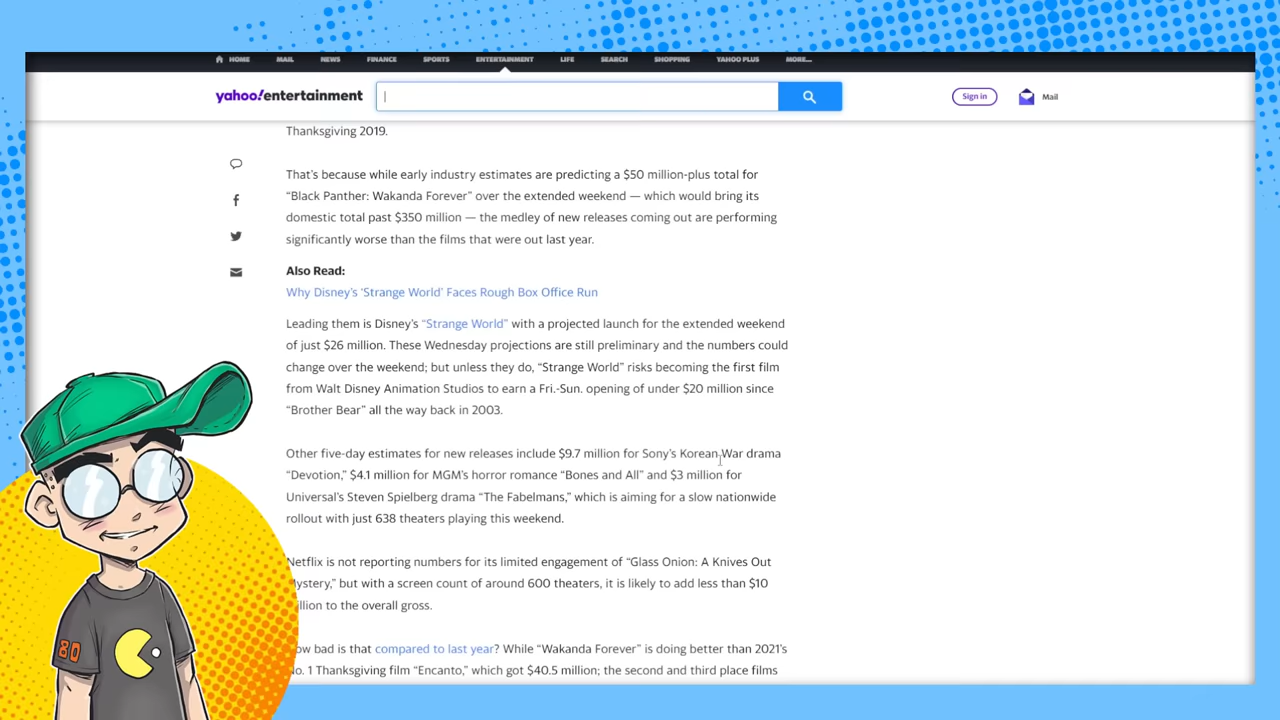 HOME MAIL NEWS FINANCE SPORTS ENTERTAINMENT LIFE SEARCH SHOPPING YAHOO PLUS MORE...
yahoo!entertainment
Sign in
Mail
Thanksgiving 2019.
That's because while early industry estimates are predicting a $50 million-plus total for
“Black Panther: Wakanda Forever” over the extended weekend — which would bring its
domestic total past $350 million — the medley of new releases coming out are performing
significantly worse than the films that were out last year.
Also Read:
Why Disney's ‘Strange World’ Faces Rough Box Office Run
Leading them is Disney's “Strange World” with a projected launch for the extended weekend
of just $26 million. These Wednesday projections are still preliminary and the numbers could
change over the weekend; but unless they do, “Strange World” risks becoming the first film
from Walt Disney Animation Studios to earn a Fri.-Sun. opening of under $20 million since
“Brother Bear” all the way back in 2003.
Other five-day estimates for new releases include $9.7 million for Sony's Korean War drama
“Devotion,” $4.1 million for MGM's horror romance “Bones and All” and $3 million for
Universal's Steven Spielberg drama “The Fabelmans,” which is aiming for a slow nationwide
rollout with just 638 theaters playing this weekend.
Netflix is not reporting numbers for its limited engagement of “Glass Onion: A Knives Out
ystery,” but with a screen count of around 600 theaters, it is likely to add less than $10
illion to the overall gross.
ow bad is that compared to last year? While “Wakanda Forever” is doing better than 2021's
No. 1 Thanksgiving film “Encanto,” which got $40.5 million; the second and third place films
80